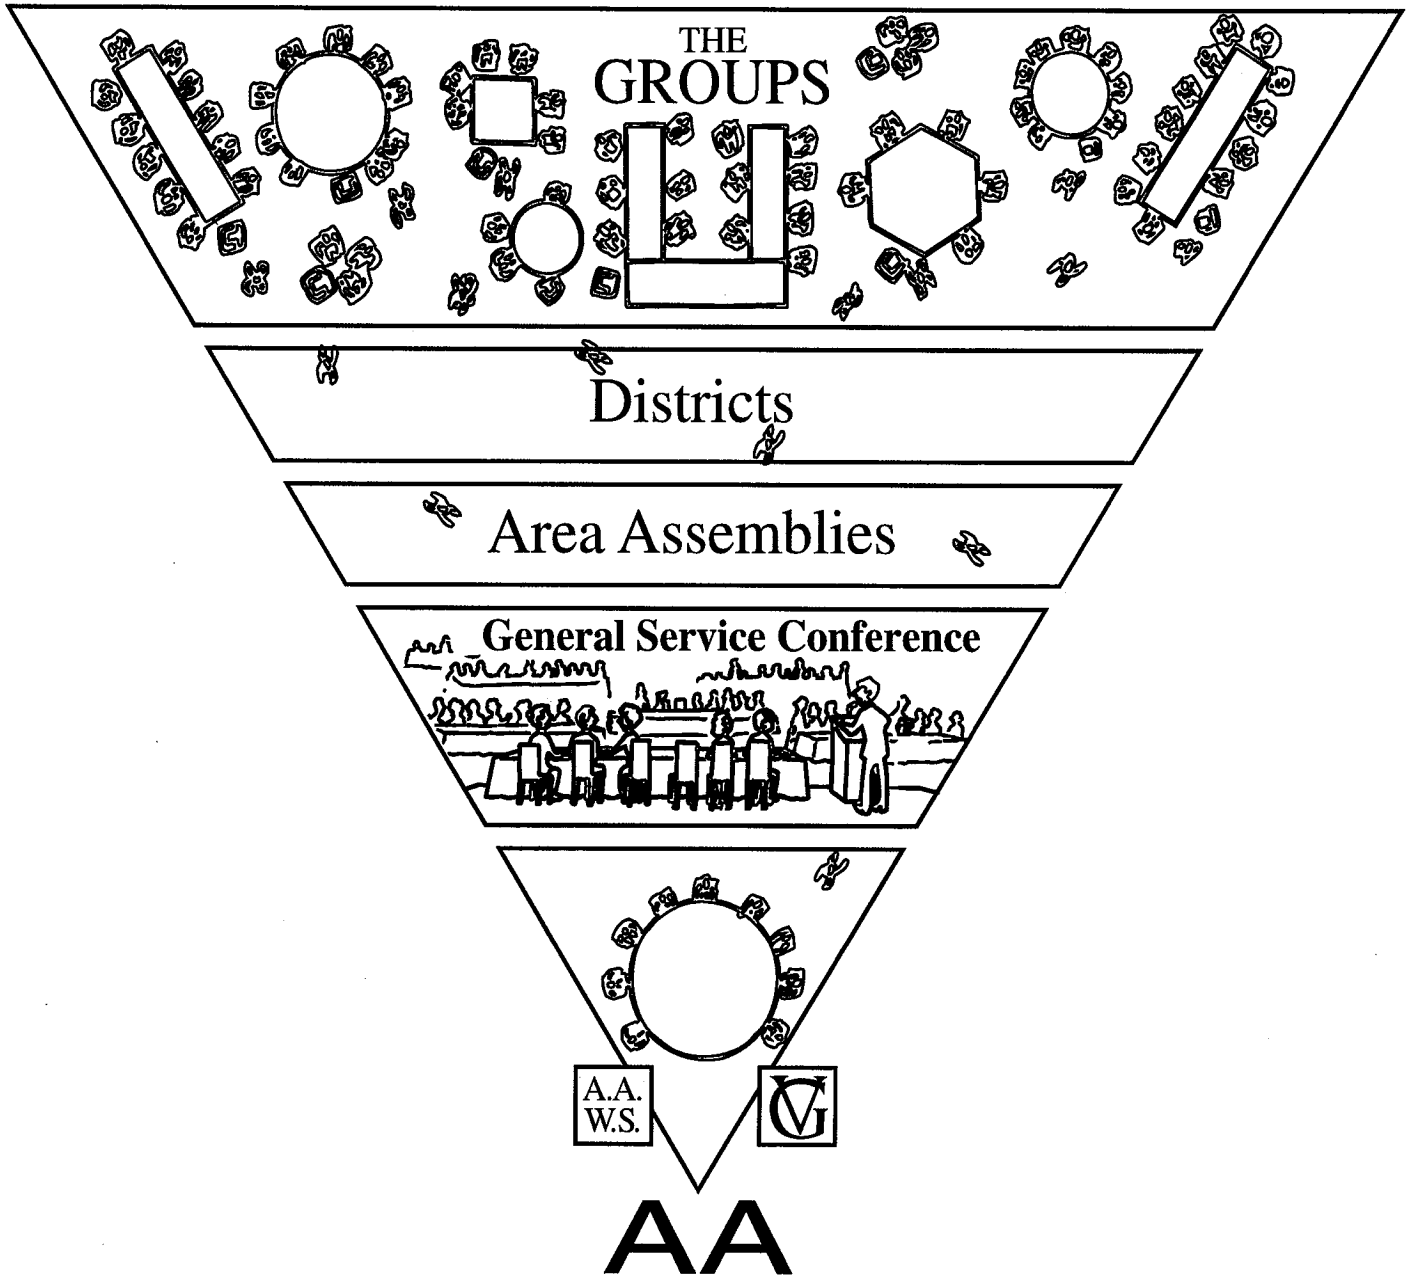 THE
GROUPS
Districts
Area Assemblies
General Service Conference
A.A.
W.S.
GV
AA